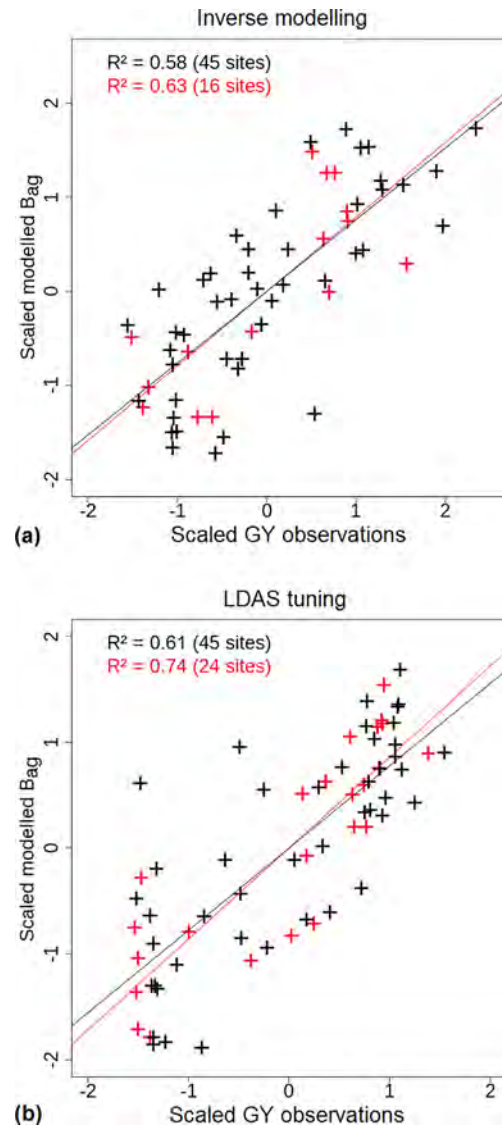 Inverse modelling
R² = 0.58 (45 sites)
R² = 0.63 (16 sites)
2
1
0
-1
-2
Scaled modelled Bag
-2 -1 0 1 2
(a) Scaled GY observations
LDAS tuning
R² = 0.61 (45 sites)
R² = 0.74 (24 sites)
2
1
0
-1
-2
Scaled modelled Bag
-2 -1 0 1 2
(b) Scaled GY observations